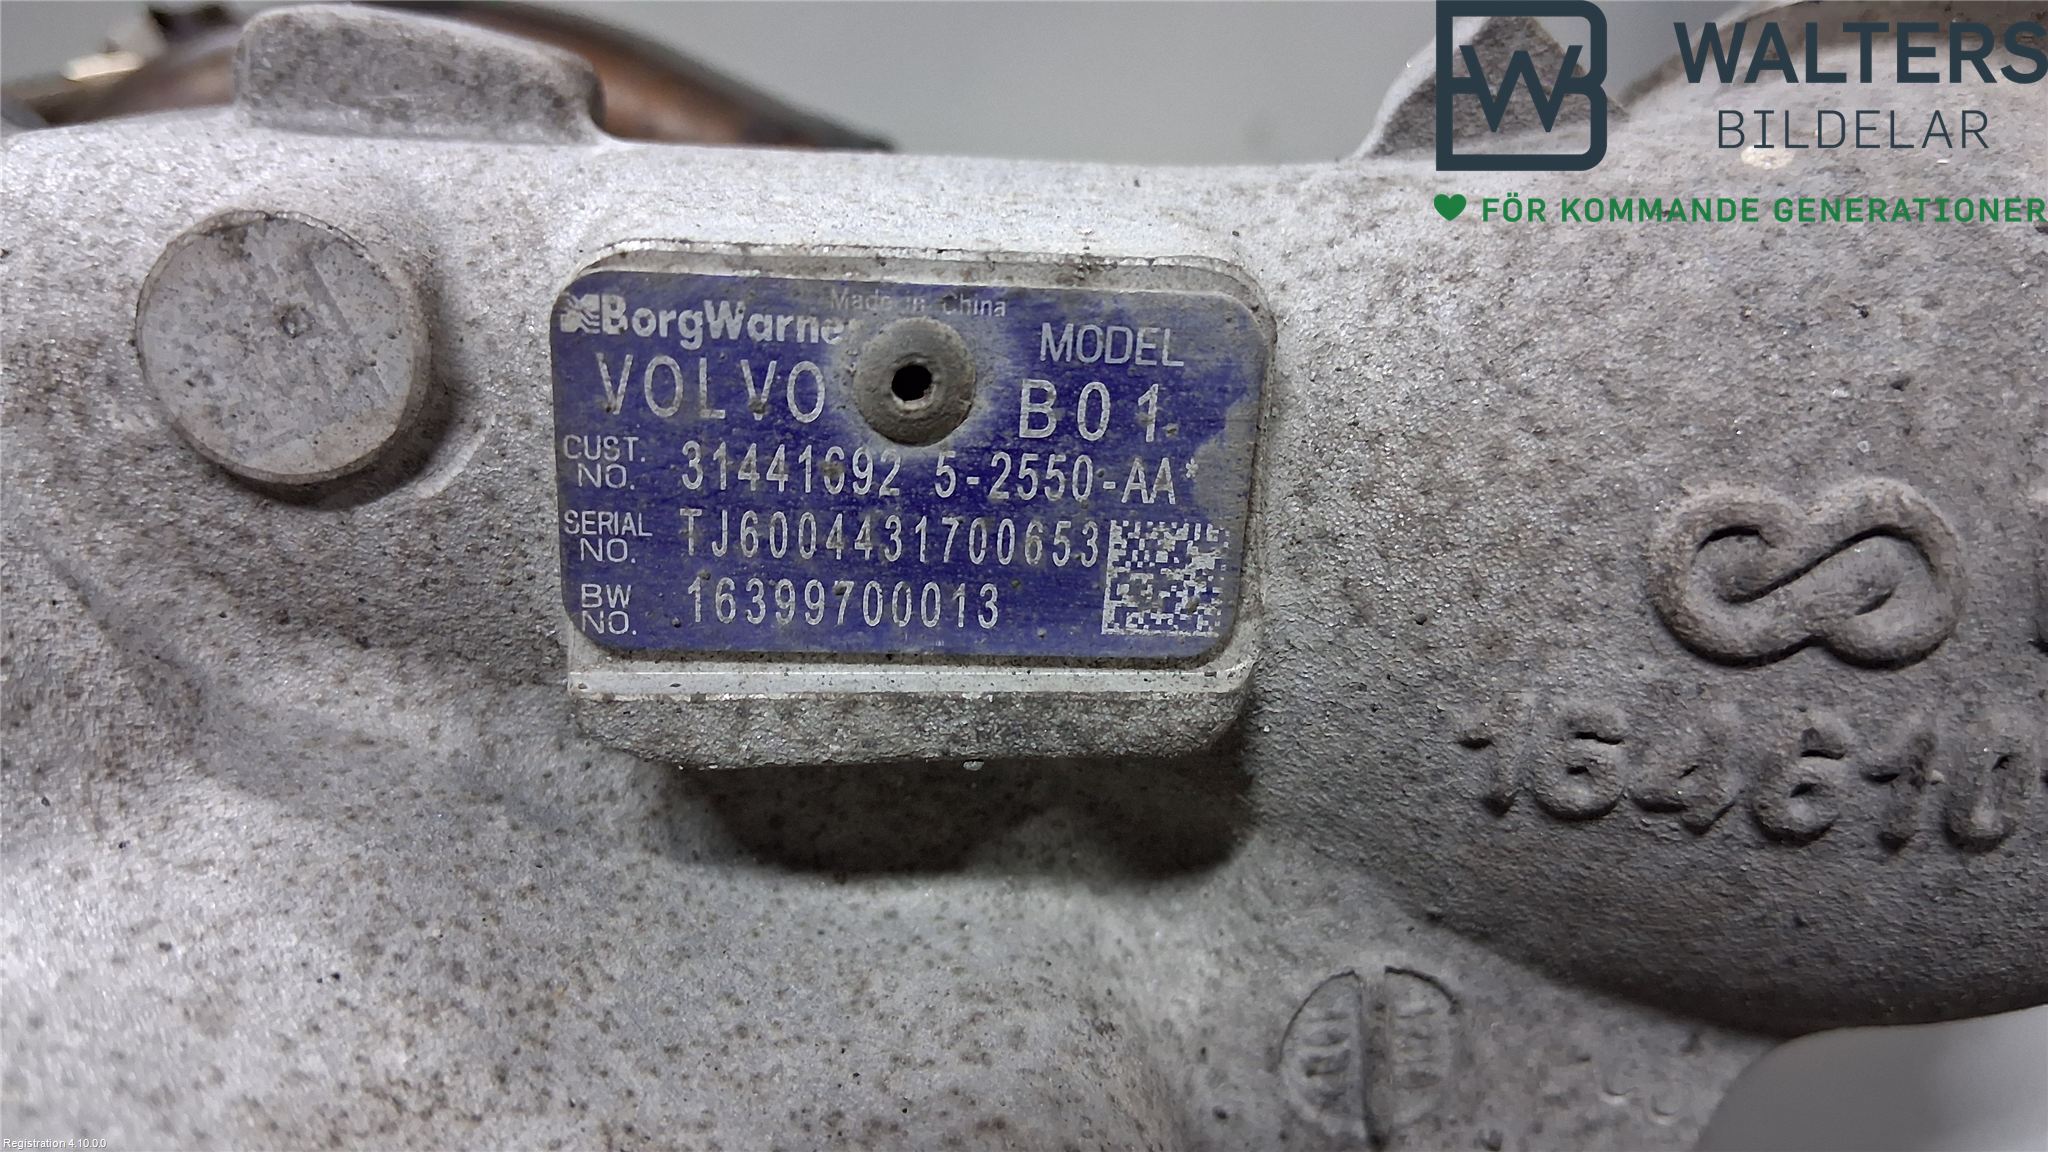 WALTERS
BILDELAR
FÖR KOMMANDE GENERATIONER
Made in China
BorgWarner
MODEL
VOLVO
B01
CUST. NO. 31441692 5-2550-AA*
SERIAL NO. TJ6004431700653
BW NO. 16399700013
Registration 4.10.0.0